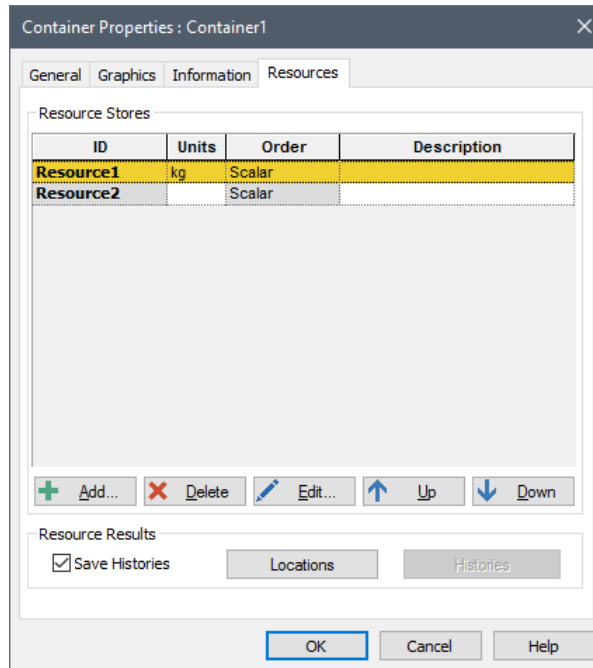 Container Properties : Container1
General Graphics Information Resources
Resource Stores
ID Units Order Description
Resource1 kg Scalar
Resource2 Scalar
Add... Delete Edit... Up Down
Resource Results
Save Histories Locations Histories
OK Cancel Help